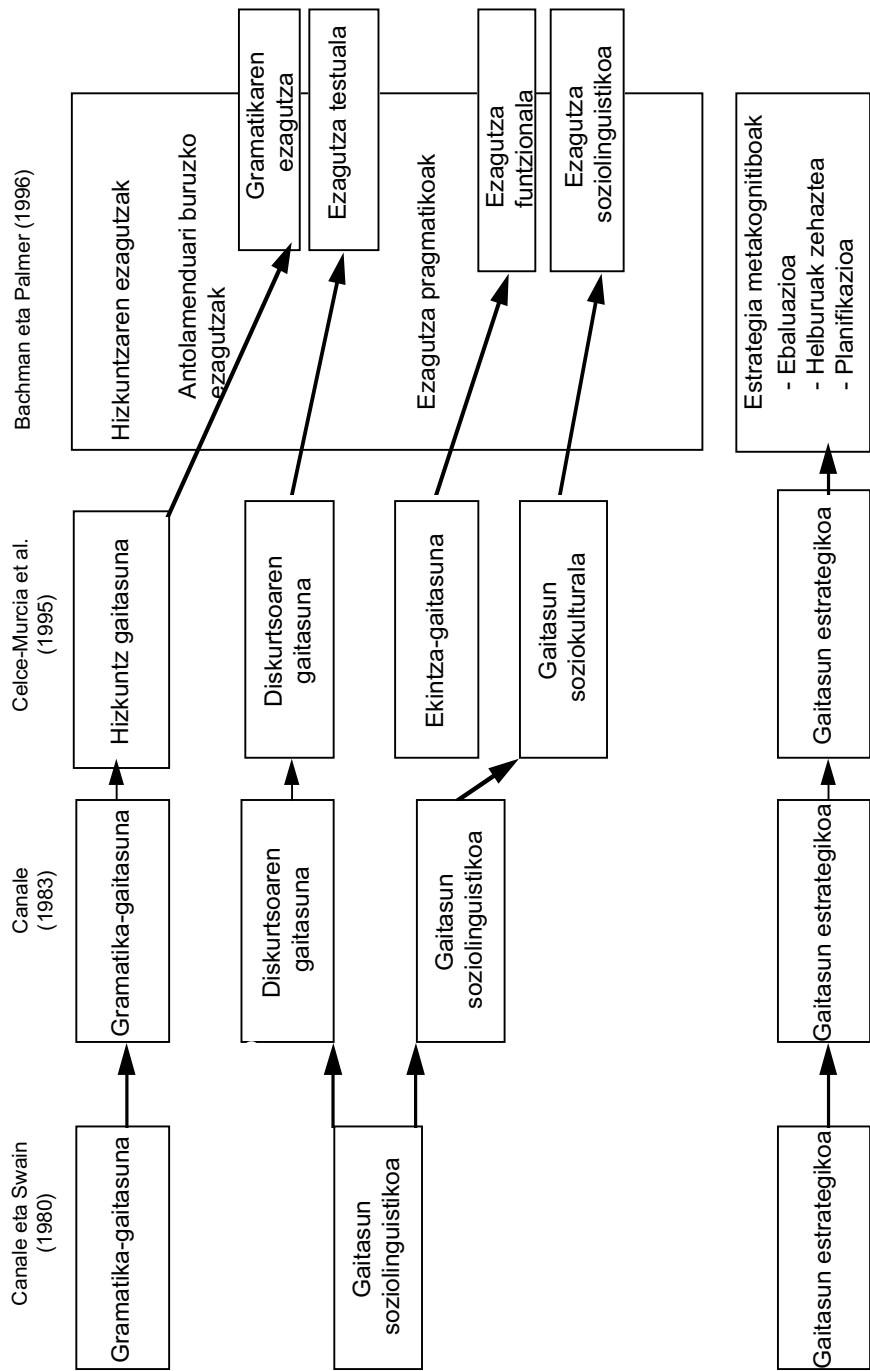 Canale eta Swain
(1980)
Gramatika-gaitasuna
Gaitasun
soziolinguistikoa
Gaitasun estrategikoa
Canale
(1983)
Gramatika-gaitasuna
Diskurtsoaren
gaitasuna
Gaitasun
soziolinguistikoa
Gaitasun estrategikoa
Celce-Murcia et al.
(1995)
Hizkuntz gaitasuna
Diskurtsoaren
gaitasuna
Ekintza-gaitasuna
Gaitasun
soziokulturala
Gaitasun estrategikoa
Bachman eta Palmer (1996)
Hizkuntzaren ezagutzak
Antolamenduari buruzko
ezagutzak
Gramatikaren
ezagutza
Ezagutza testuala
Ezagutza pragmatikoak
Ezagutza
funtzionala
Ezagutza
soziolinguistikoa
Estrategia metakognitiboak
- Ebaluazioa
- Helburuak zehaztea
- Planifikazioa